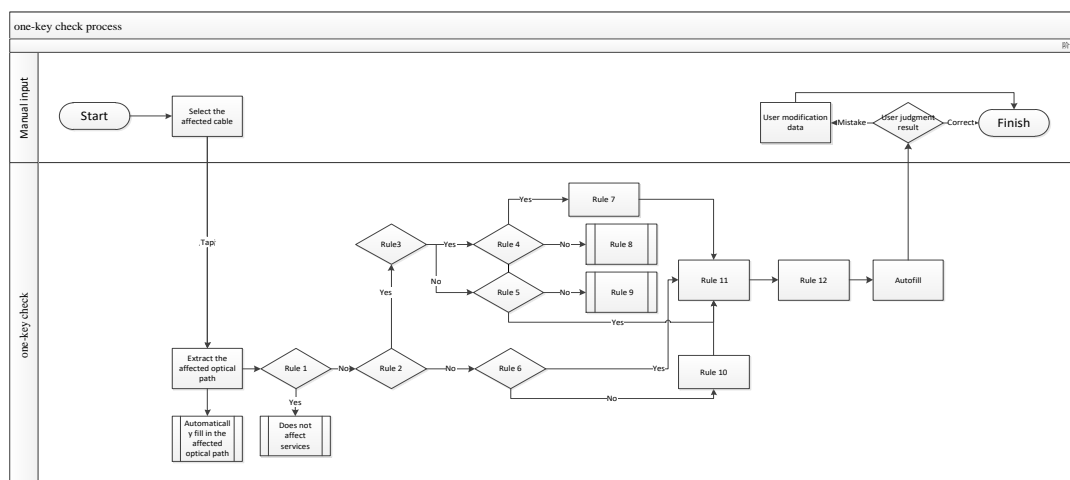 one-key check process
阶
Manual input
Start
Select the
affected cable
User modification
data
Mistake
User judgment
result
Correct
Finish
one-key check
Tap
Extract the
affected optical
path
Automaticall
y fill in the
affected
optical path
Rule 1
No
Yes
Does not
affect
services
Rule 2
Yes
No
Rule3
Yes
No
Rule 4
Yes
No
Rule 5
No
Yes
Rule 6
Yes
No
Rule 7
Rule 8
Rule 9
Rule 10
Rule 11
Rule 12
Autofill